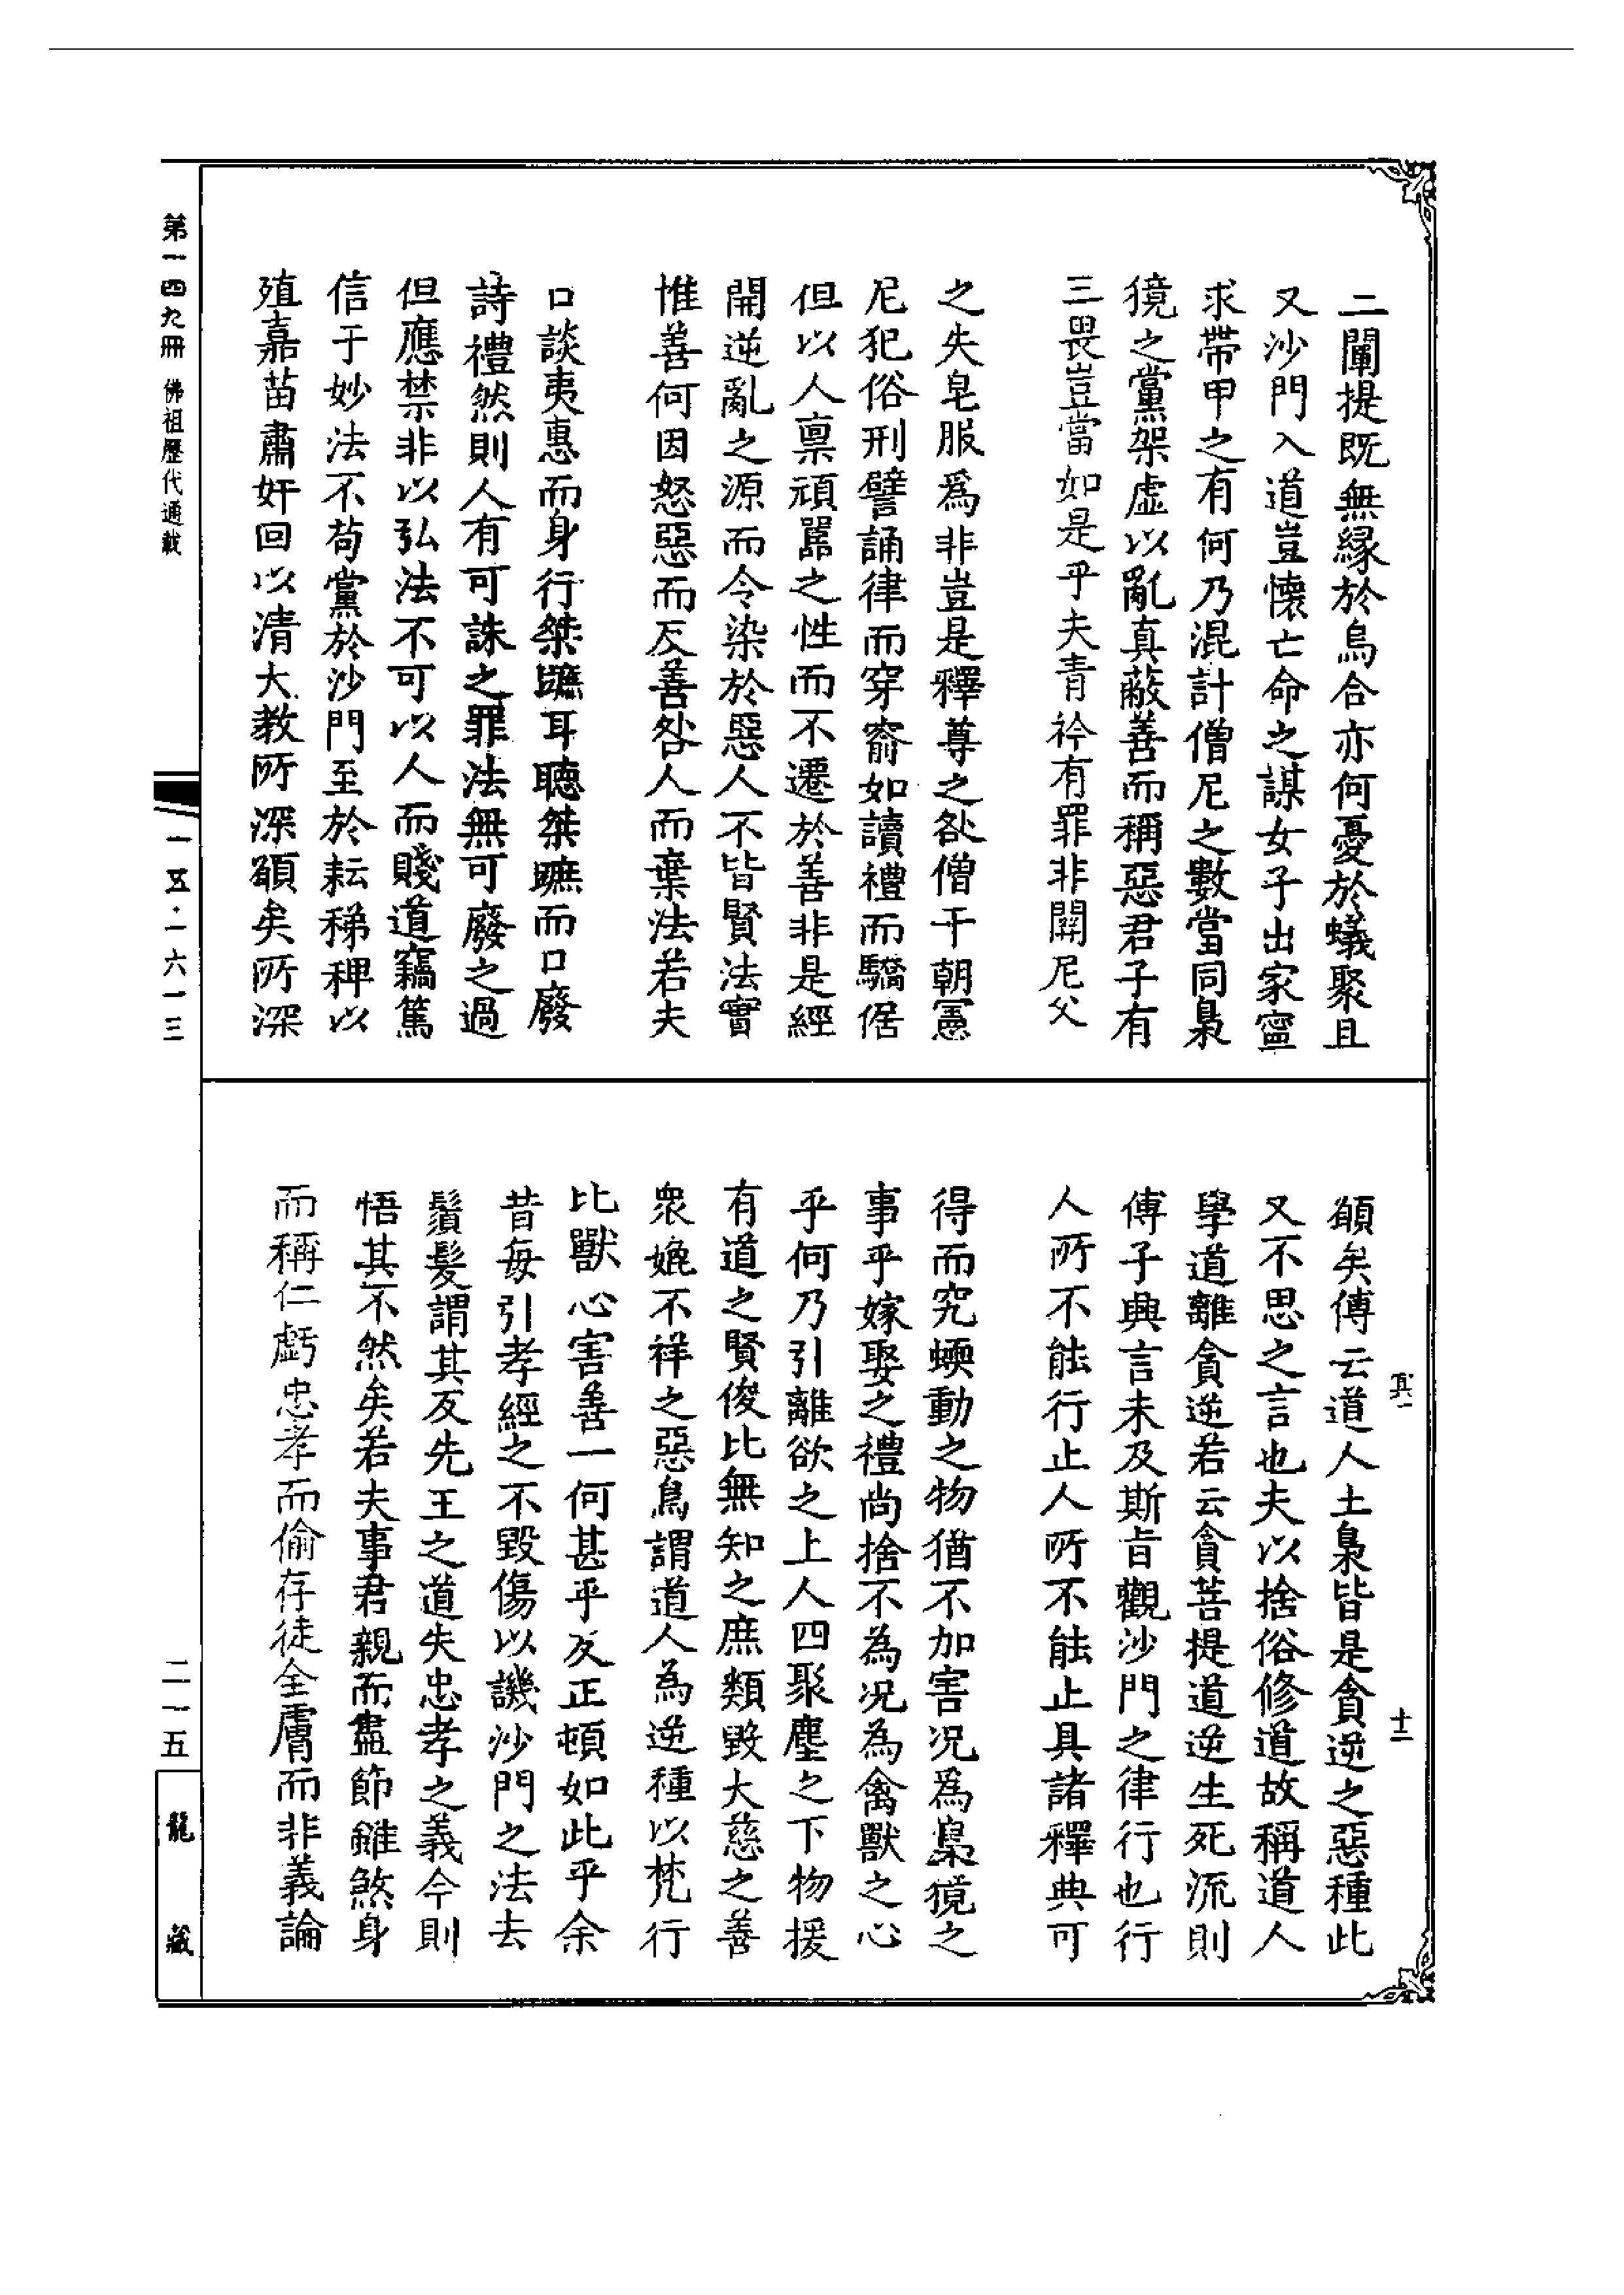 二闡提既無緣於烏合亦何憂於蟻聚且
又沙門入道豈懷亡命之謀女子出家寧
求帶甲之有何乃混計僧尼之數當同梟
獍之黨架虛以亂真蔽善而稱惡君子有
三畏豈當如是乎夫青衿有罪非關尼父
之失皂服爲非豈是釋尊之咎僧干朝憲
尼犯俗刑譬誦律而穿窬如讀禮而驕倨
但以人稟頑嚚之性而不遷於善非是經
開逆亂之源而令染於惡人不皆賢法實
惟善何因怒惡而反善咎人而棄法若夫
口談夷惠而身行桀蹠耳聽桀蹠而口廢
詩禮然則人有可誅之罪法無可廢之過
但應禁非以弘法不可以人而賤道竊篤
信于妙法不苟黨於沙門至於耘稊稗以
殖嘉苗肅奸回以清大教所深願矣所深
願矣傅云道人土梟皆是貪逆之惡種此
又不思之言也夫以捨俗修道故稱道人
學道離貪逆若云貪菩提道逆生死流則
傅子興言未及斯旨觀沙門之律行也行
人所不能行止人所不能止具諸釋典可
得而究蝡動之物猶不加害況爲梟獍之
事乎嫁娶之禮尚捨不為況為禽獸之心
乎何乃引離欲之上人四聚塵之下物援
有道之賢俊比無知之庶類毀大慈之善
衆媲不祥之惡鳥謂道人為逆種以梵行
比獸心害善一何甚乎反正頓如此乎余
昔每引孝經之不毀傷以譏沙門之法去
鬚髮謂其反先王之道失忠孝之義今則
悟其不然矣若夫事君親而盡節雖煞身
而稱仁虧忠孝而偷存徒全膚而非義論
第一四九冊 佛祖歷代通載
一五·一六一三
二一五
龍藏
十二